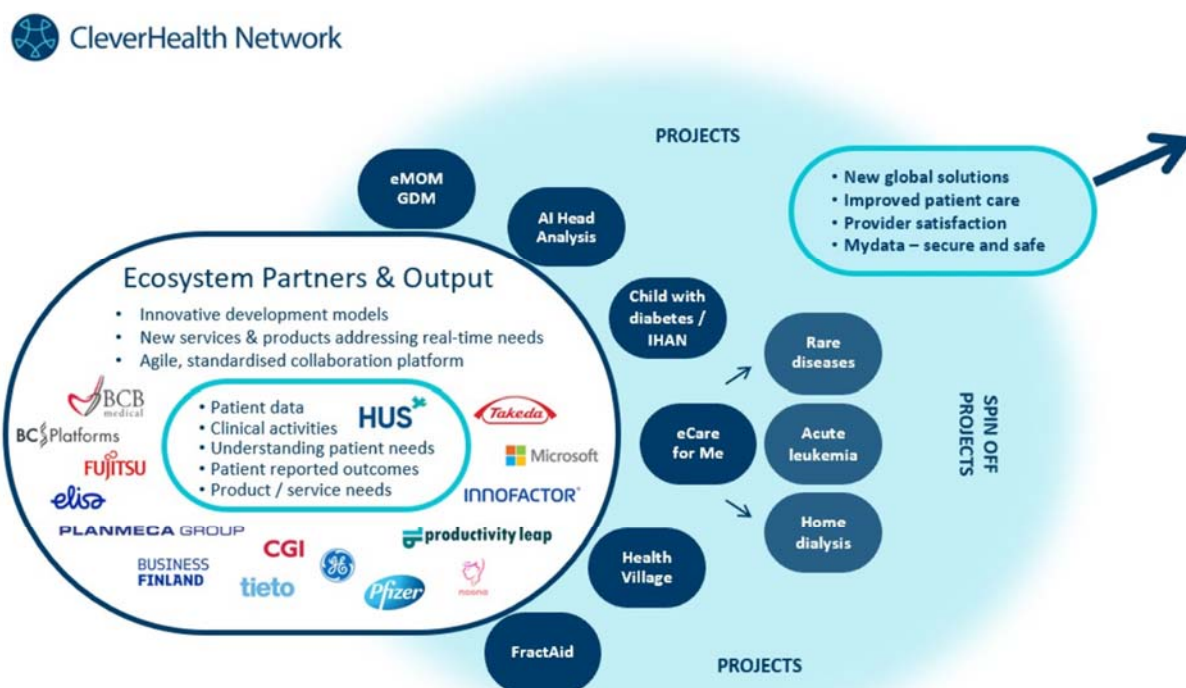 CleverHealth Network
PROJECTS
eMOM
GDM
AI Head
Analysis
• New global solutions
• Improved patient care
• Provider satisfaction
• Mydata – secure and safe
Ecosystem Partners & Output
• Innovative development models
• New services & products addressing real-time needs
• Agile, standardised collaboration platform
Child with
diabetes /
IHAN
Rare
diseases
BCB
medical
BC Platforms
FUJITSU
elisa
• Patient data
• Clinical activities
• Understanding patient needs
• Patient reported outcomes
• Product / service needs
HUS
Takeda
Microsoft
INNOFACTOR®
eCare
for Me
Acute
leukemia
SPIN OFF
PROJECTS
PLANMECA GROUP
CGI
productivity leap
Home
dialysis
BUSINESS
FINLAND
tieto
GE
Pfizer
noona
Health
Village
FractAid
PROJECTS